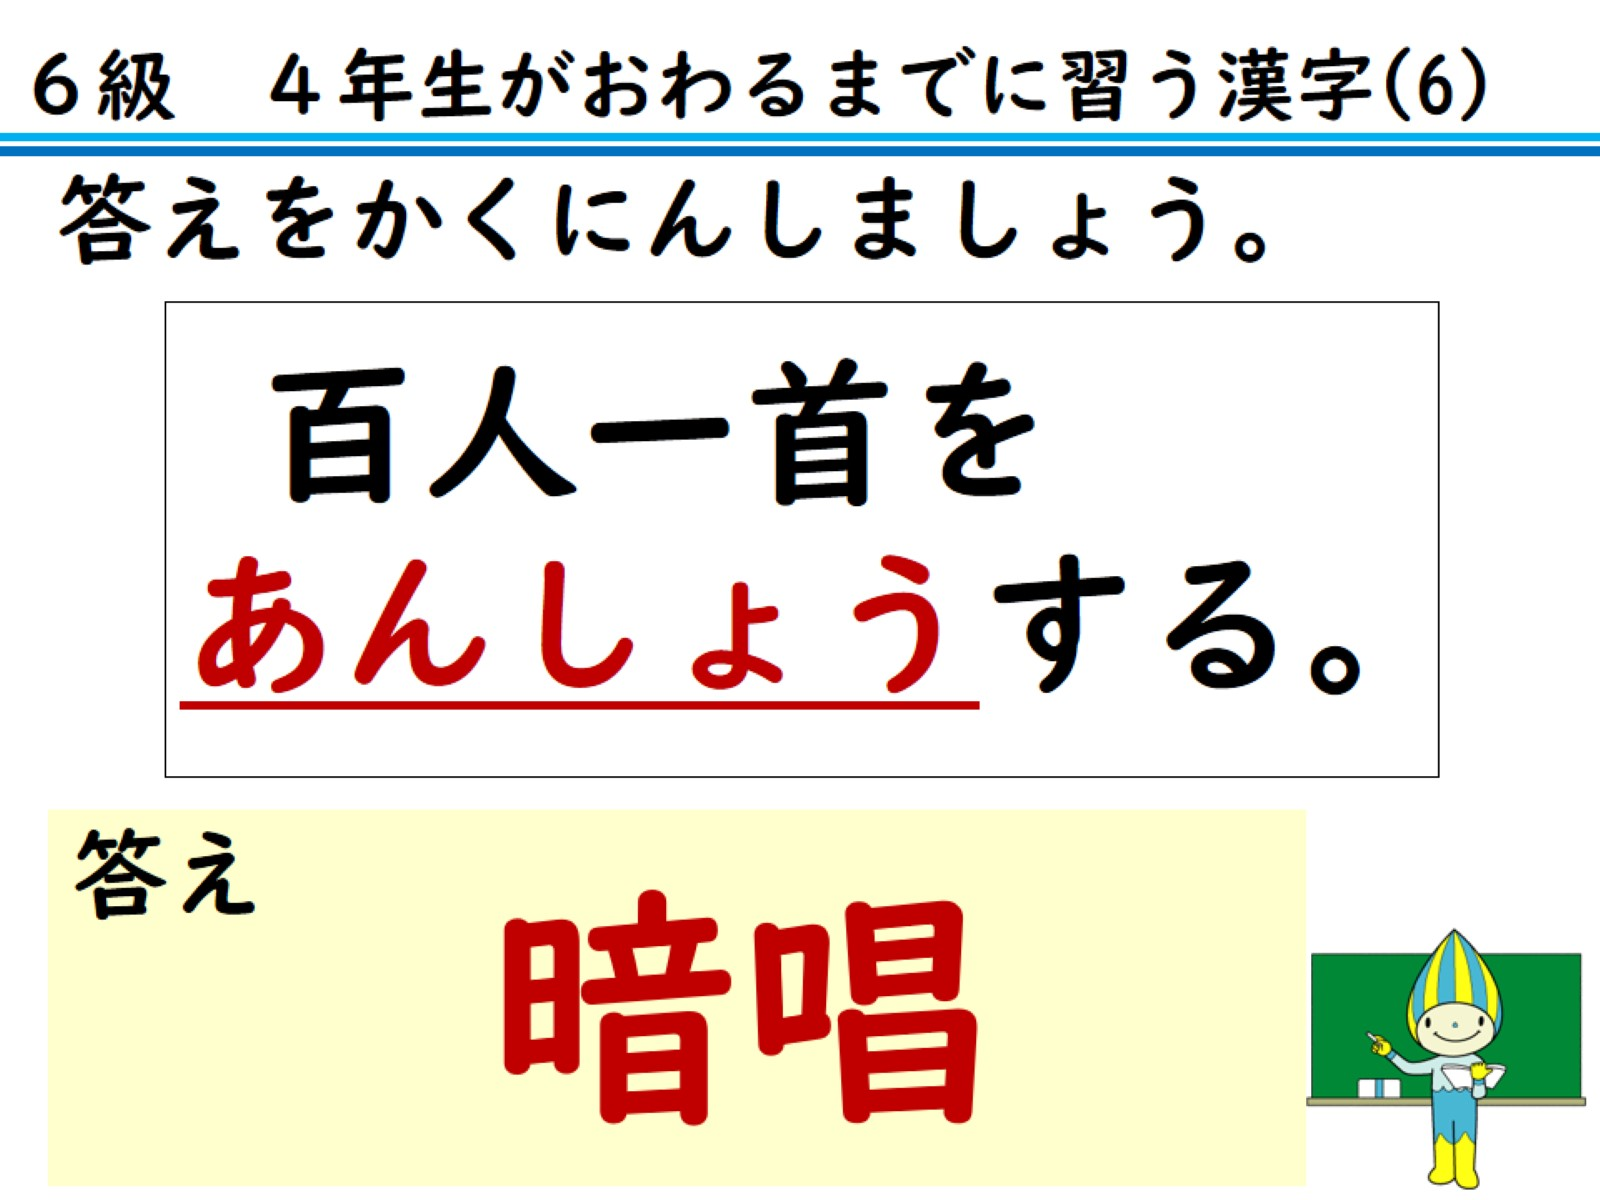 ６級　４年生がおわるまでに習う漢字(6)
答えをかくにんしましょう。
百人一首を
あんしょうする。
答え
暗唱